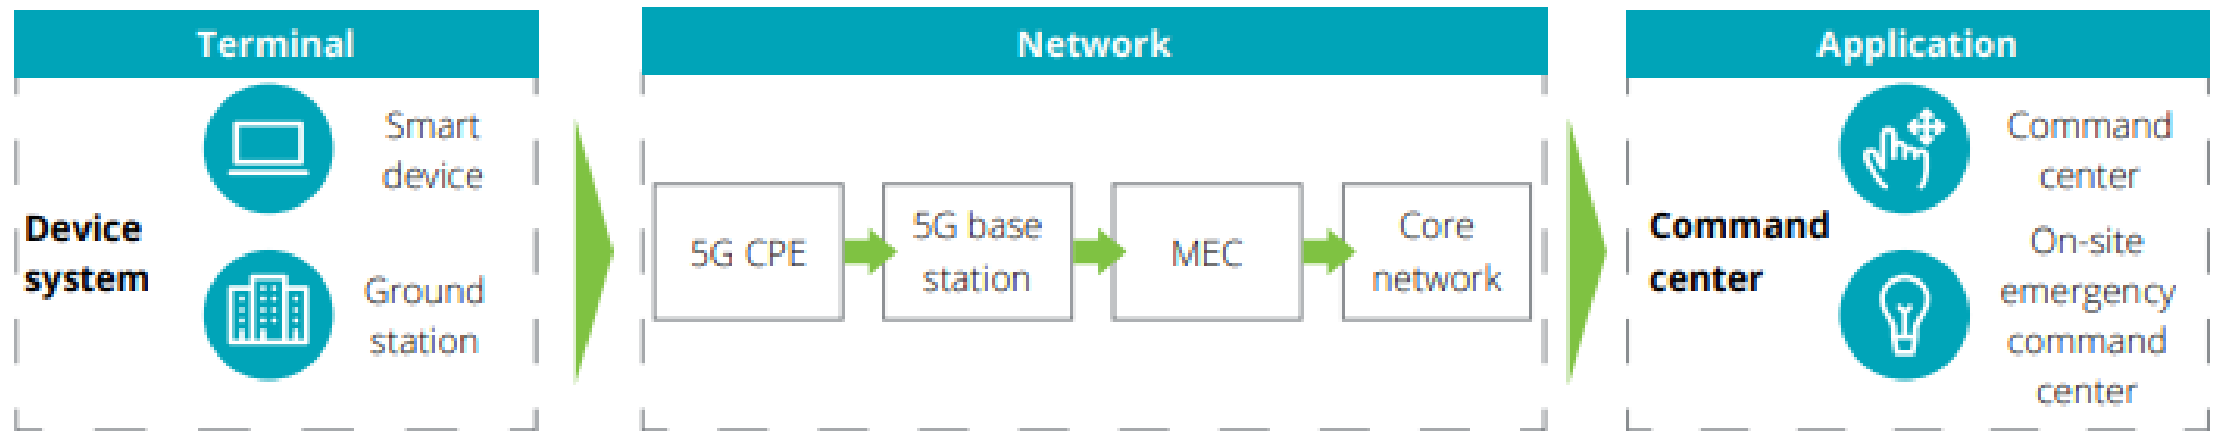 Terminal
Smart
device
Device
system
Ground
station
Network
5G CPE
5G base
station
MEC
Core
network
Application
Command
center
Command
center
On-site
emergency
command
center